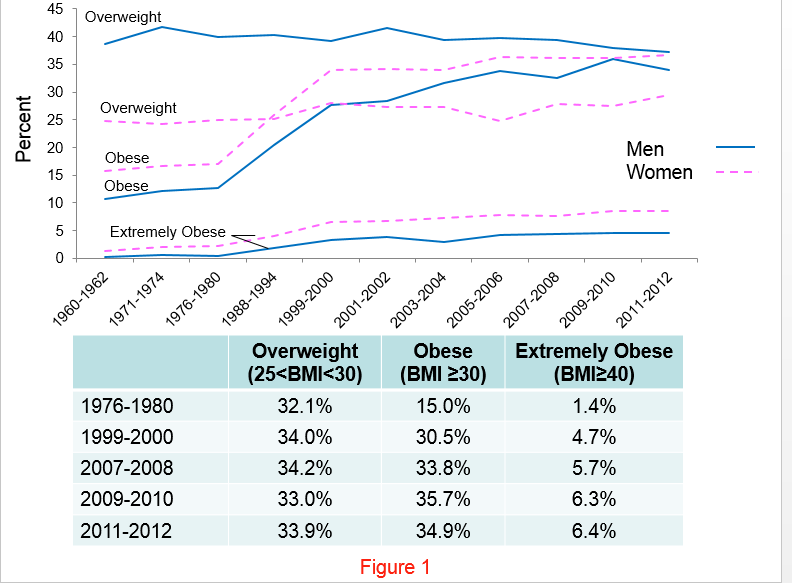 45
Overweight
40
35
30
25
Overweight
20
Obese
15
Obese
10
5
Extremely Obese
0
Percent
Men
Women
1960-1962
1971-1974
1976-1980
1988-1994
1999-2000
2001-2002
2003-2004
2005-2006
2007-2008
2009-2010
2011-2012
Overweight Obese Extremely Obese
(25<BMI<30) (BMI ≥30) (BMI≥40)
1976-1980 32.1% 15.0% 1.4%
1999-2000 34.0% 30.5% 4.7%
2007-2008 34.2% 33.8% 5.7%
2009-2010 33.0% 35.7% 6.3%
2011-2012 33.9% 34.9% 6.4%
Figure 1